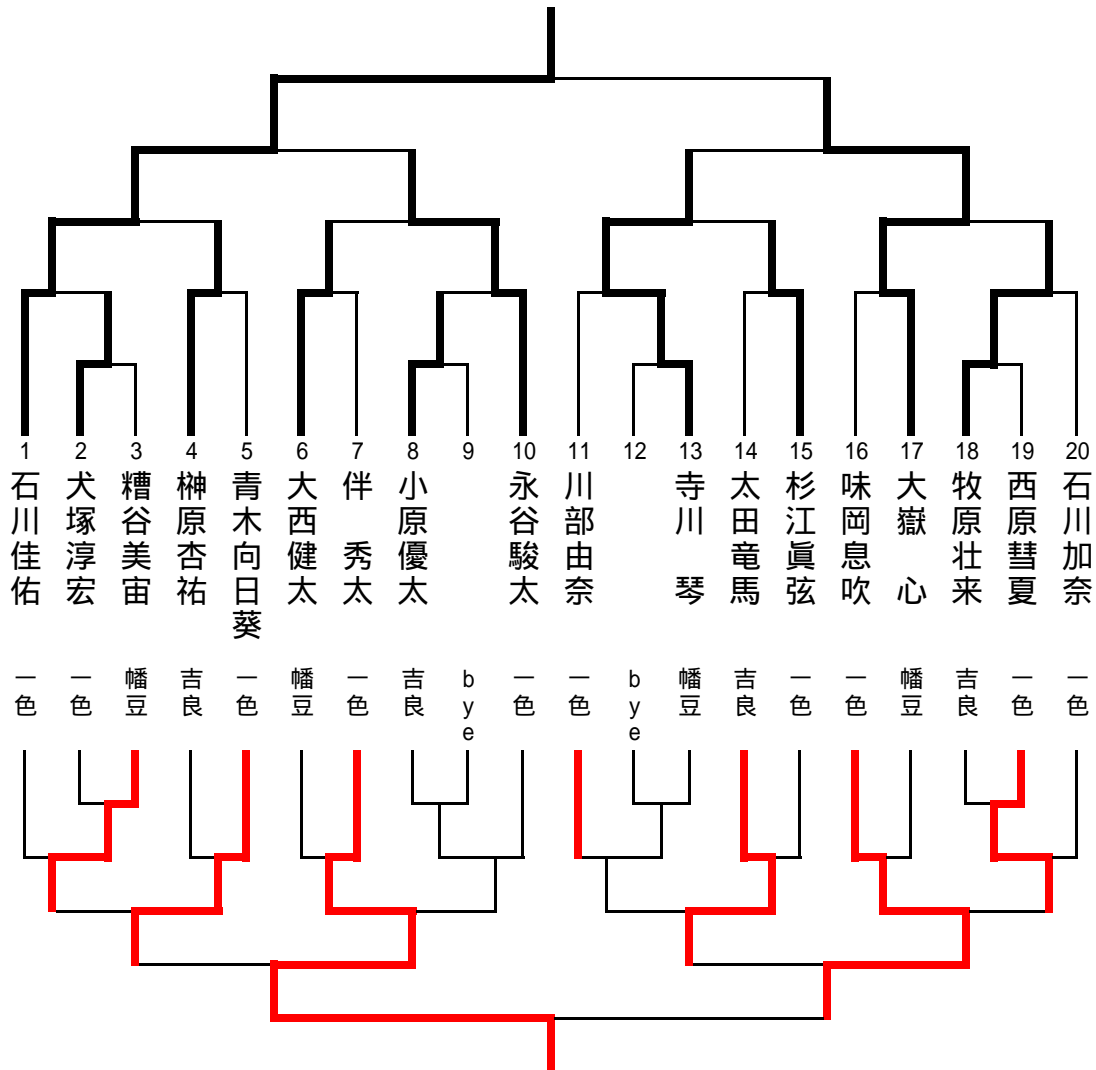 1 2 3 4 5 6 7 8 9 10 11 12 13 14 15 16 17 18 19 20
石川佳佑
犬塚淳宏
糟谷美宙
榊原杏祐
青木向日葵
大西健太
伴 秀太
小原優太
永谷駿太
川部由奈
寺川 琴
太田竜馬
杉江眞弦
味岡息吹
大嶽 心
牧原壮来
西原彗夏
石川加奈
一色
一色
幡豆
吉良
一色
幡豆
一色
吉良
bye
一色
一色
bye
幡豆
吉良
一色
一色
幡豆
吉良
一色
一色